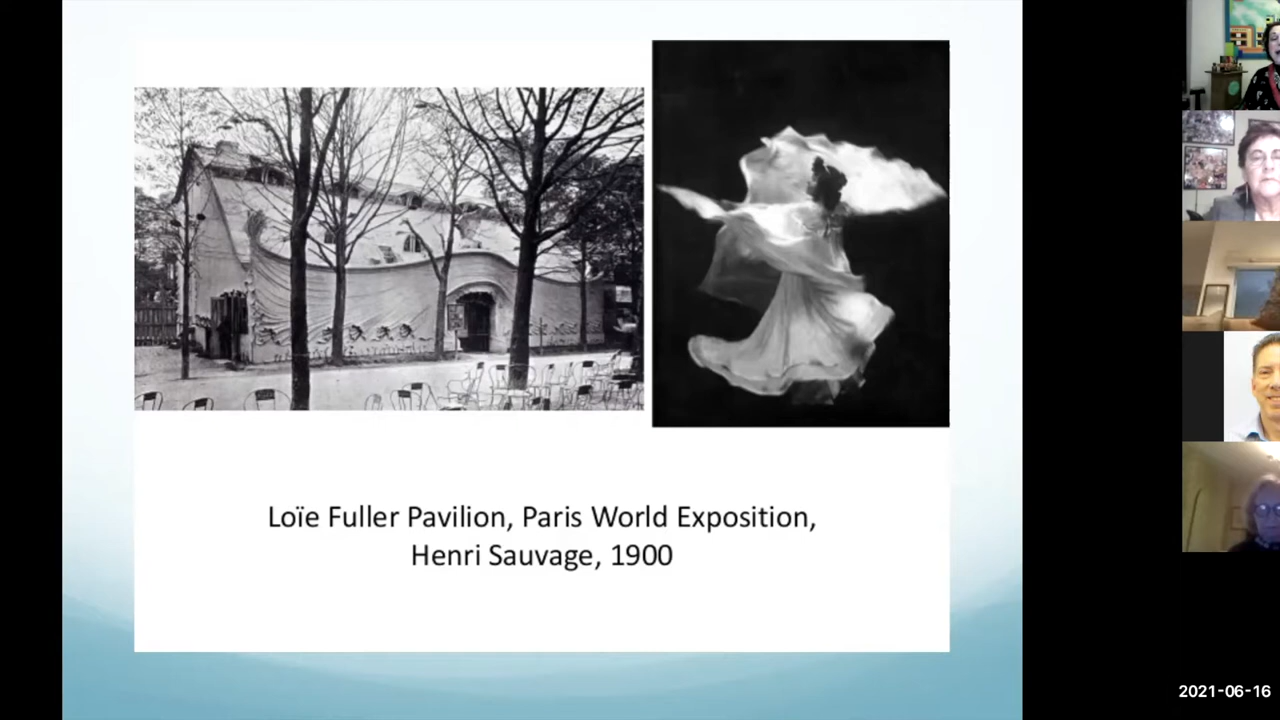 Loïe Fuller Pavilion, Paris World Exposition,
Henri Sauvage, 1900
2021-06-16